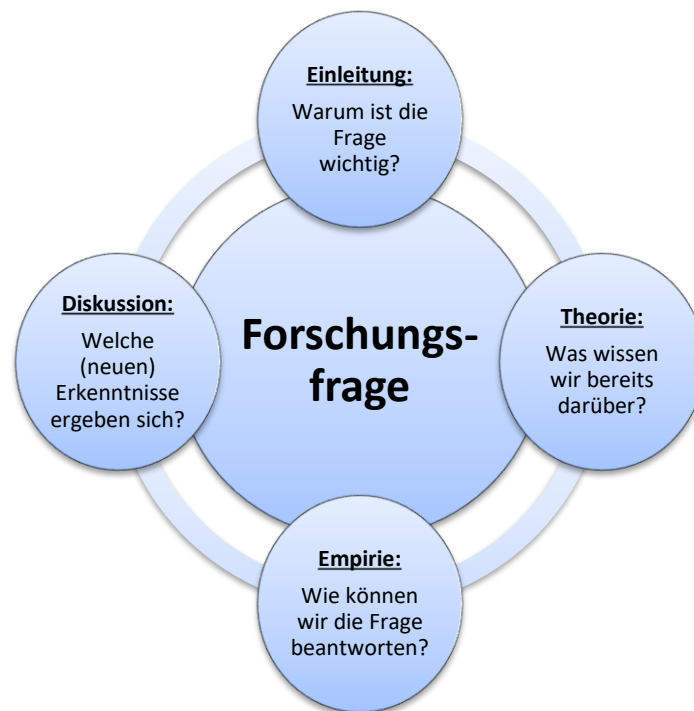 Einleitung:
Warum ist die
Frage
wichtig?
Forschungs-
frage
Theorie:
Was wissen
wir bereits
darüber?
Empirie:
Wie können
wir die Frage
beantworten?
Diskussion:
Welche
(neuen)
Erkenntnisse
ergeben sich?